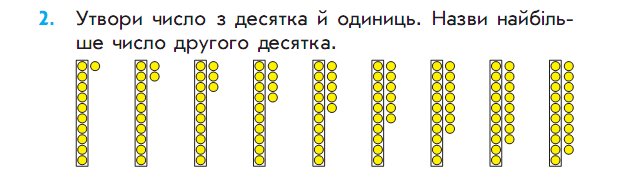 2. Утвори число з десятка й одиниць. Назви найбіль-
ше число другого десятка.